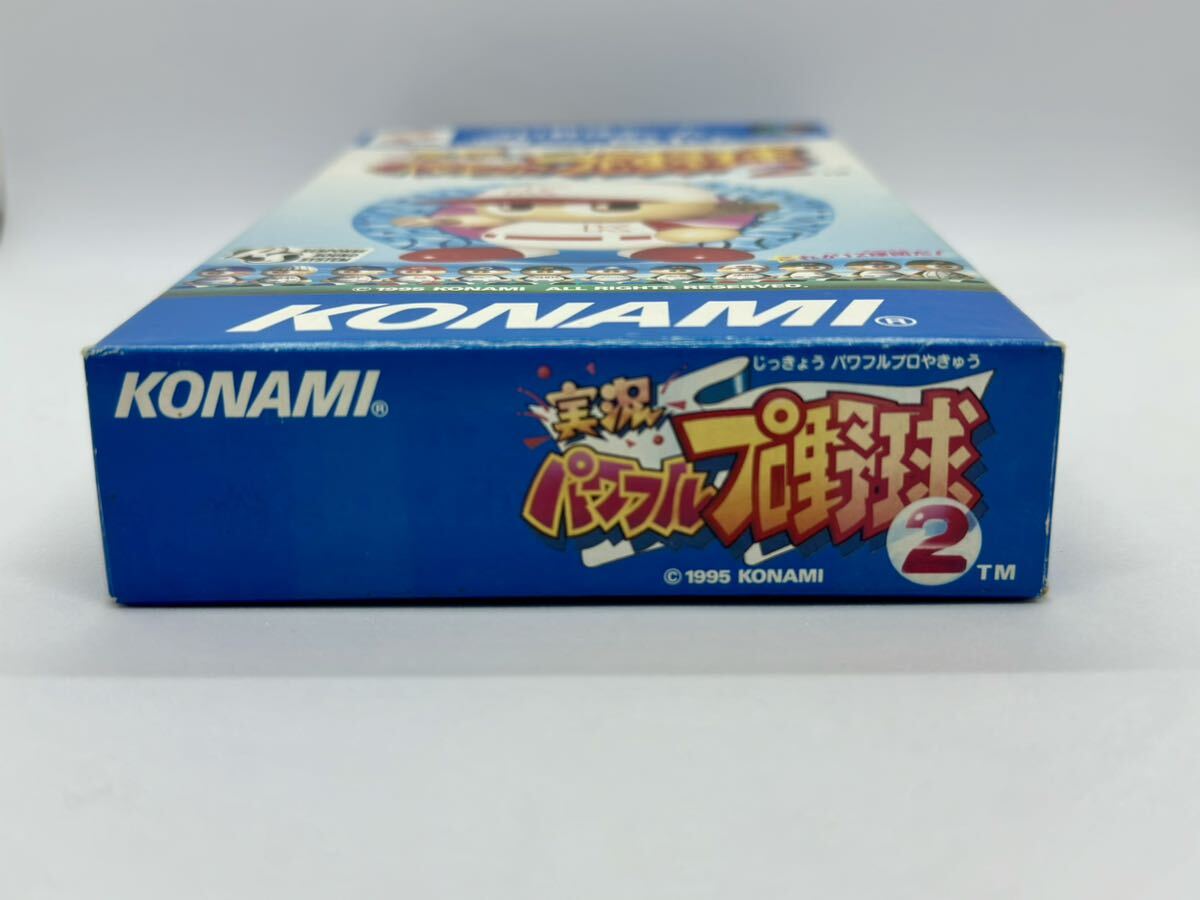 © 1995 KONAMI ALL RIGHTS RESERVED.
KONAMI®
KONAMI®
じっきょう パワフルプロやきゅう
実況
パワフル
プロ野球
2
TM
© 1995 KONAMI